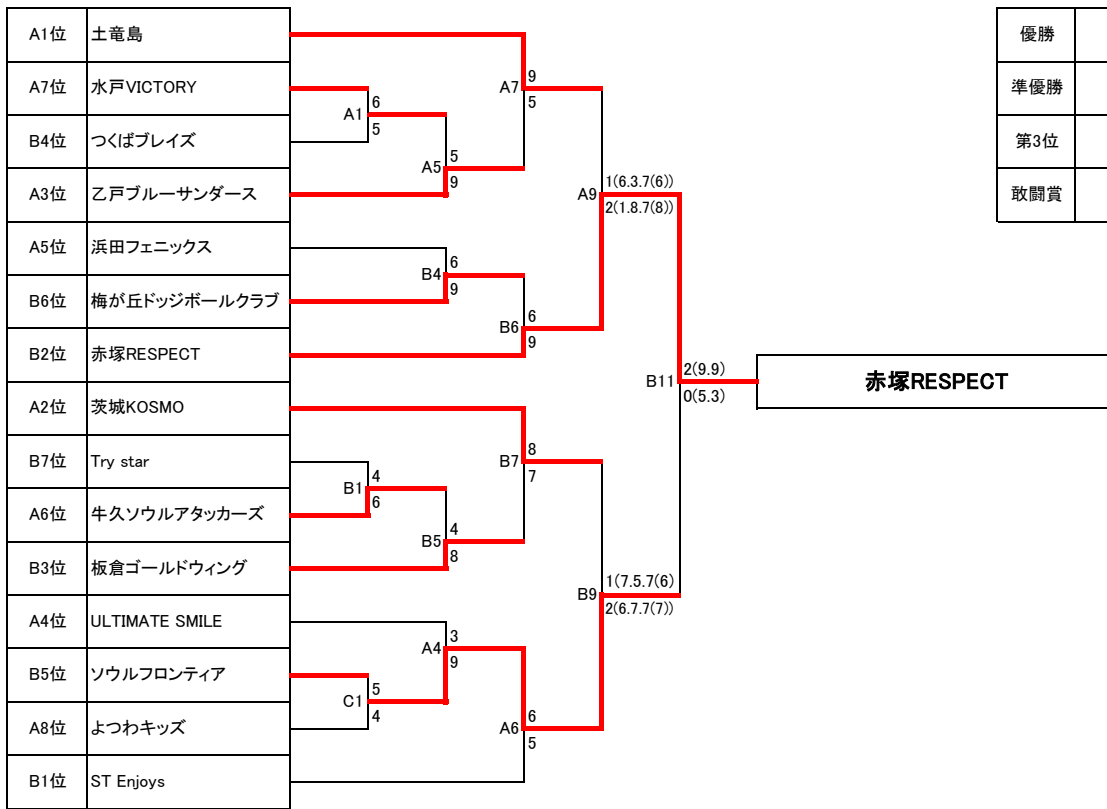 A1位 土竜島
A7位 水戸VICTORY
B4位 つくばブレイズ
A3位 乙戸ブルーサンダース
A5位 浜田フェニックス
B6位 梅が丘ドッジボールクラブ
B2位 赤塚RESPECT
A2位 茨城KOSMO
B7位 Try star
A6位 牛久ソウルアタッカーズ
B3位 板倉ゴールドウィング
A4位 ULTIMATE SMILE
B5位 ソウルフロンティア
A8位 よつわキッズ
B1位 ST Enjoys
A1
6
5
B1
4
6
C1
5
4
A5
5
9
B4
6
9
B5
4
8
A4
3
9
A7
9
5
B6
6
9
B7
8
7
A6
6
5
A9
1(6.3.7(6))
2(1.8.7(8))
B9
1(7.5.7(6)
2(6.7.7(7))
B11
2(9.9)
0(5.3)
赤塚RESPECT
優勝
準優勝
第3位
敢闘賞